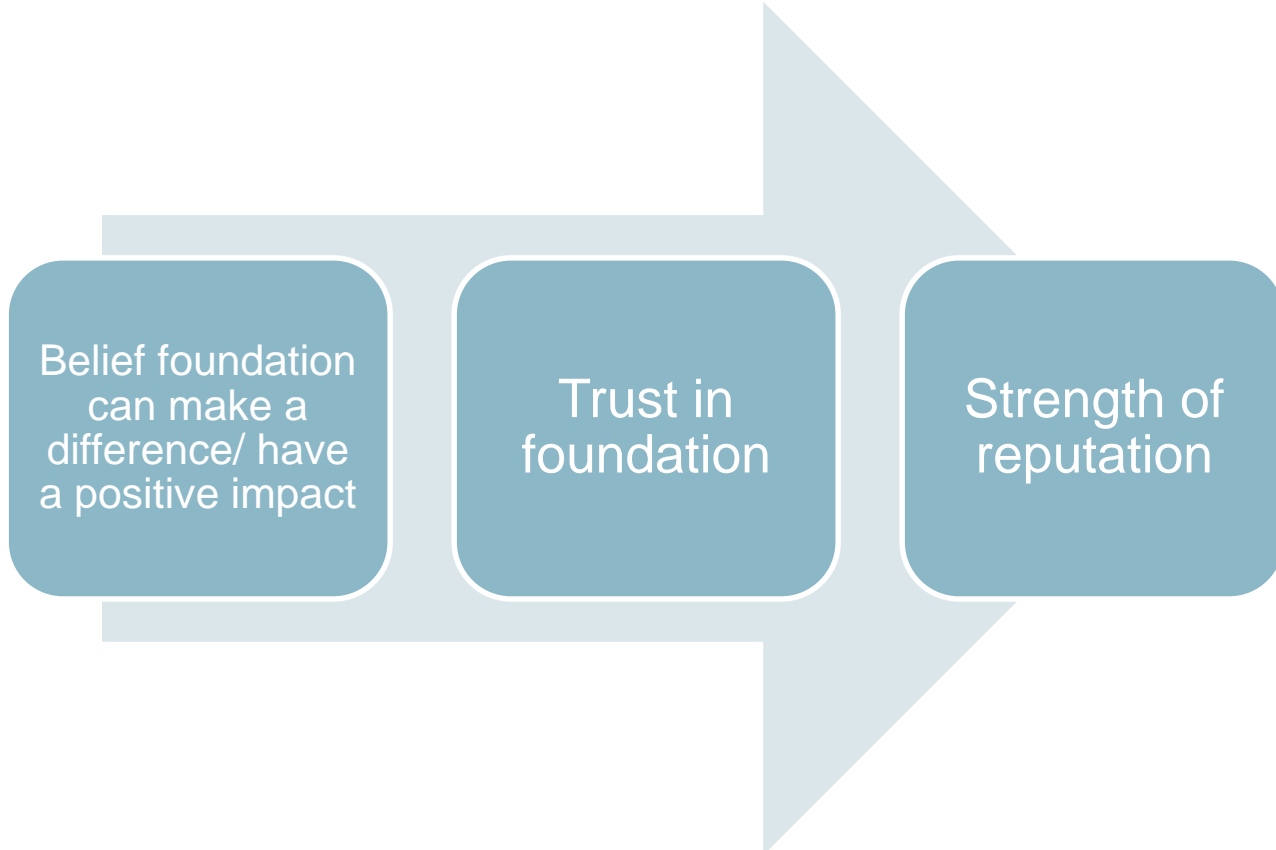 Belief foundation
can make a
difference/ have
a positive impact
Trust in
foundation
Strength of
reputation